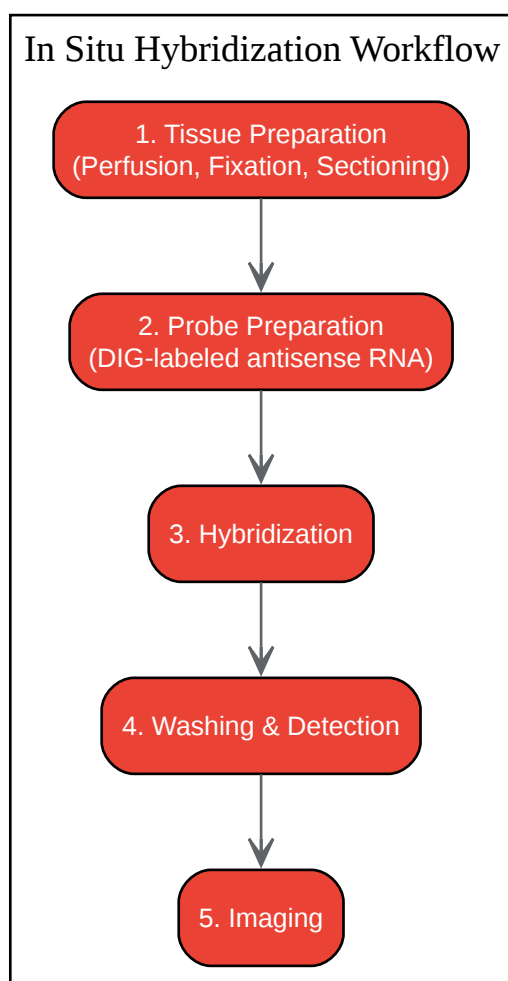 In Situ Hybridization Workflow
1. Tissue Preparation
(Perfusion, Fixation, Sectioning)
2. Probe Preparation
(DIG-labeled antisense RNA)
3. Hybridization
4. Washing & Detection
5. Imaging